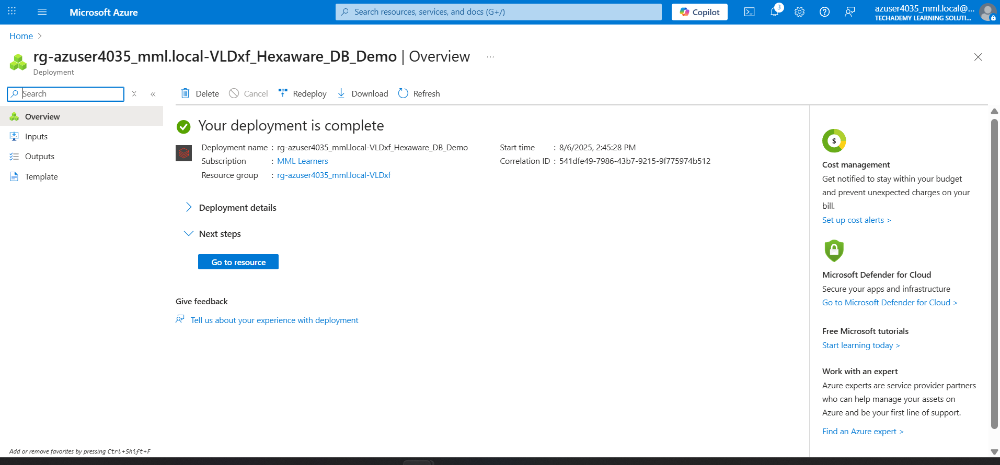 Microsoft Azure
Search resources, services, and docs (G+/)
Copilot
3
azuser4035_mml.local@...
TECHADEMY LEARNING SOLUTI...
Home
rg-azuser4035_mml.local-VLDxf_Hexaware_DB_Demo | Overview ...
Deployment
Search
Delete Cancel Redeploy Download Refresh
Overview
Inputs
Outputs
Template
Your deployment is complete
Deployment name : rg-azuser4035_mml.local-VLDxf_Hexaware_DB_Demo
Subscription : MML Learners
Resource group : rg-azuser4035_mml.local-VLDxf
Start time : 8/6/2025, 2:45:28 PM
Correlation ID : 541dfe49-7986-43b7-9215-9f775974b512
Deployment details
Next steps
Go to resource
Give feedback
Tell us about your experience with deployment
$
Cost management
Get notified to stay within your budget
and prevent unexpected charges on your
bill.
Set up cost alerts >
Microsoft Defender for Cloud
Secure your apps and infrastructure
Go to Microsoft Defender for Cloud >
Free Microsoft tutorials
Start learning today >
Work with an expert
Azure experts are service provider partners
who can help manage your assets on
Azure and be your first line of support.
Find an Azure expert >
Add or remove favorites by pressing Ctrl+Shift+F